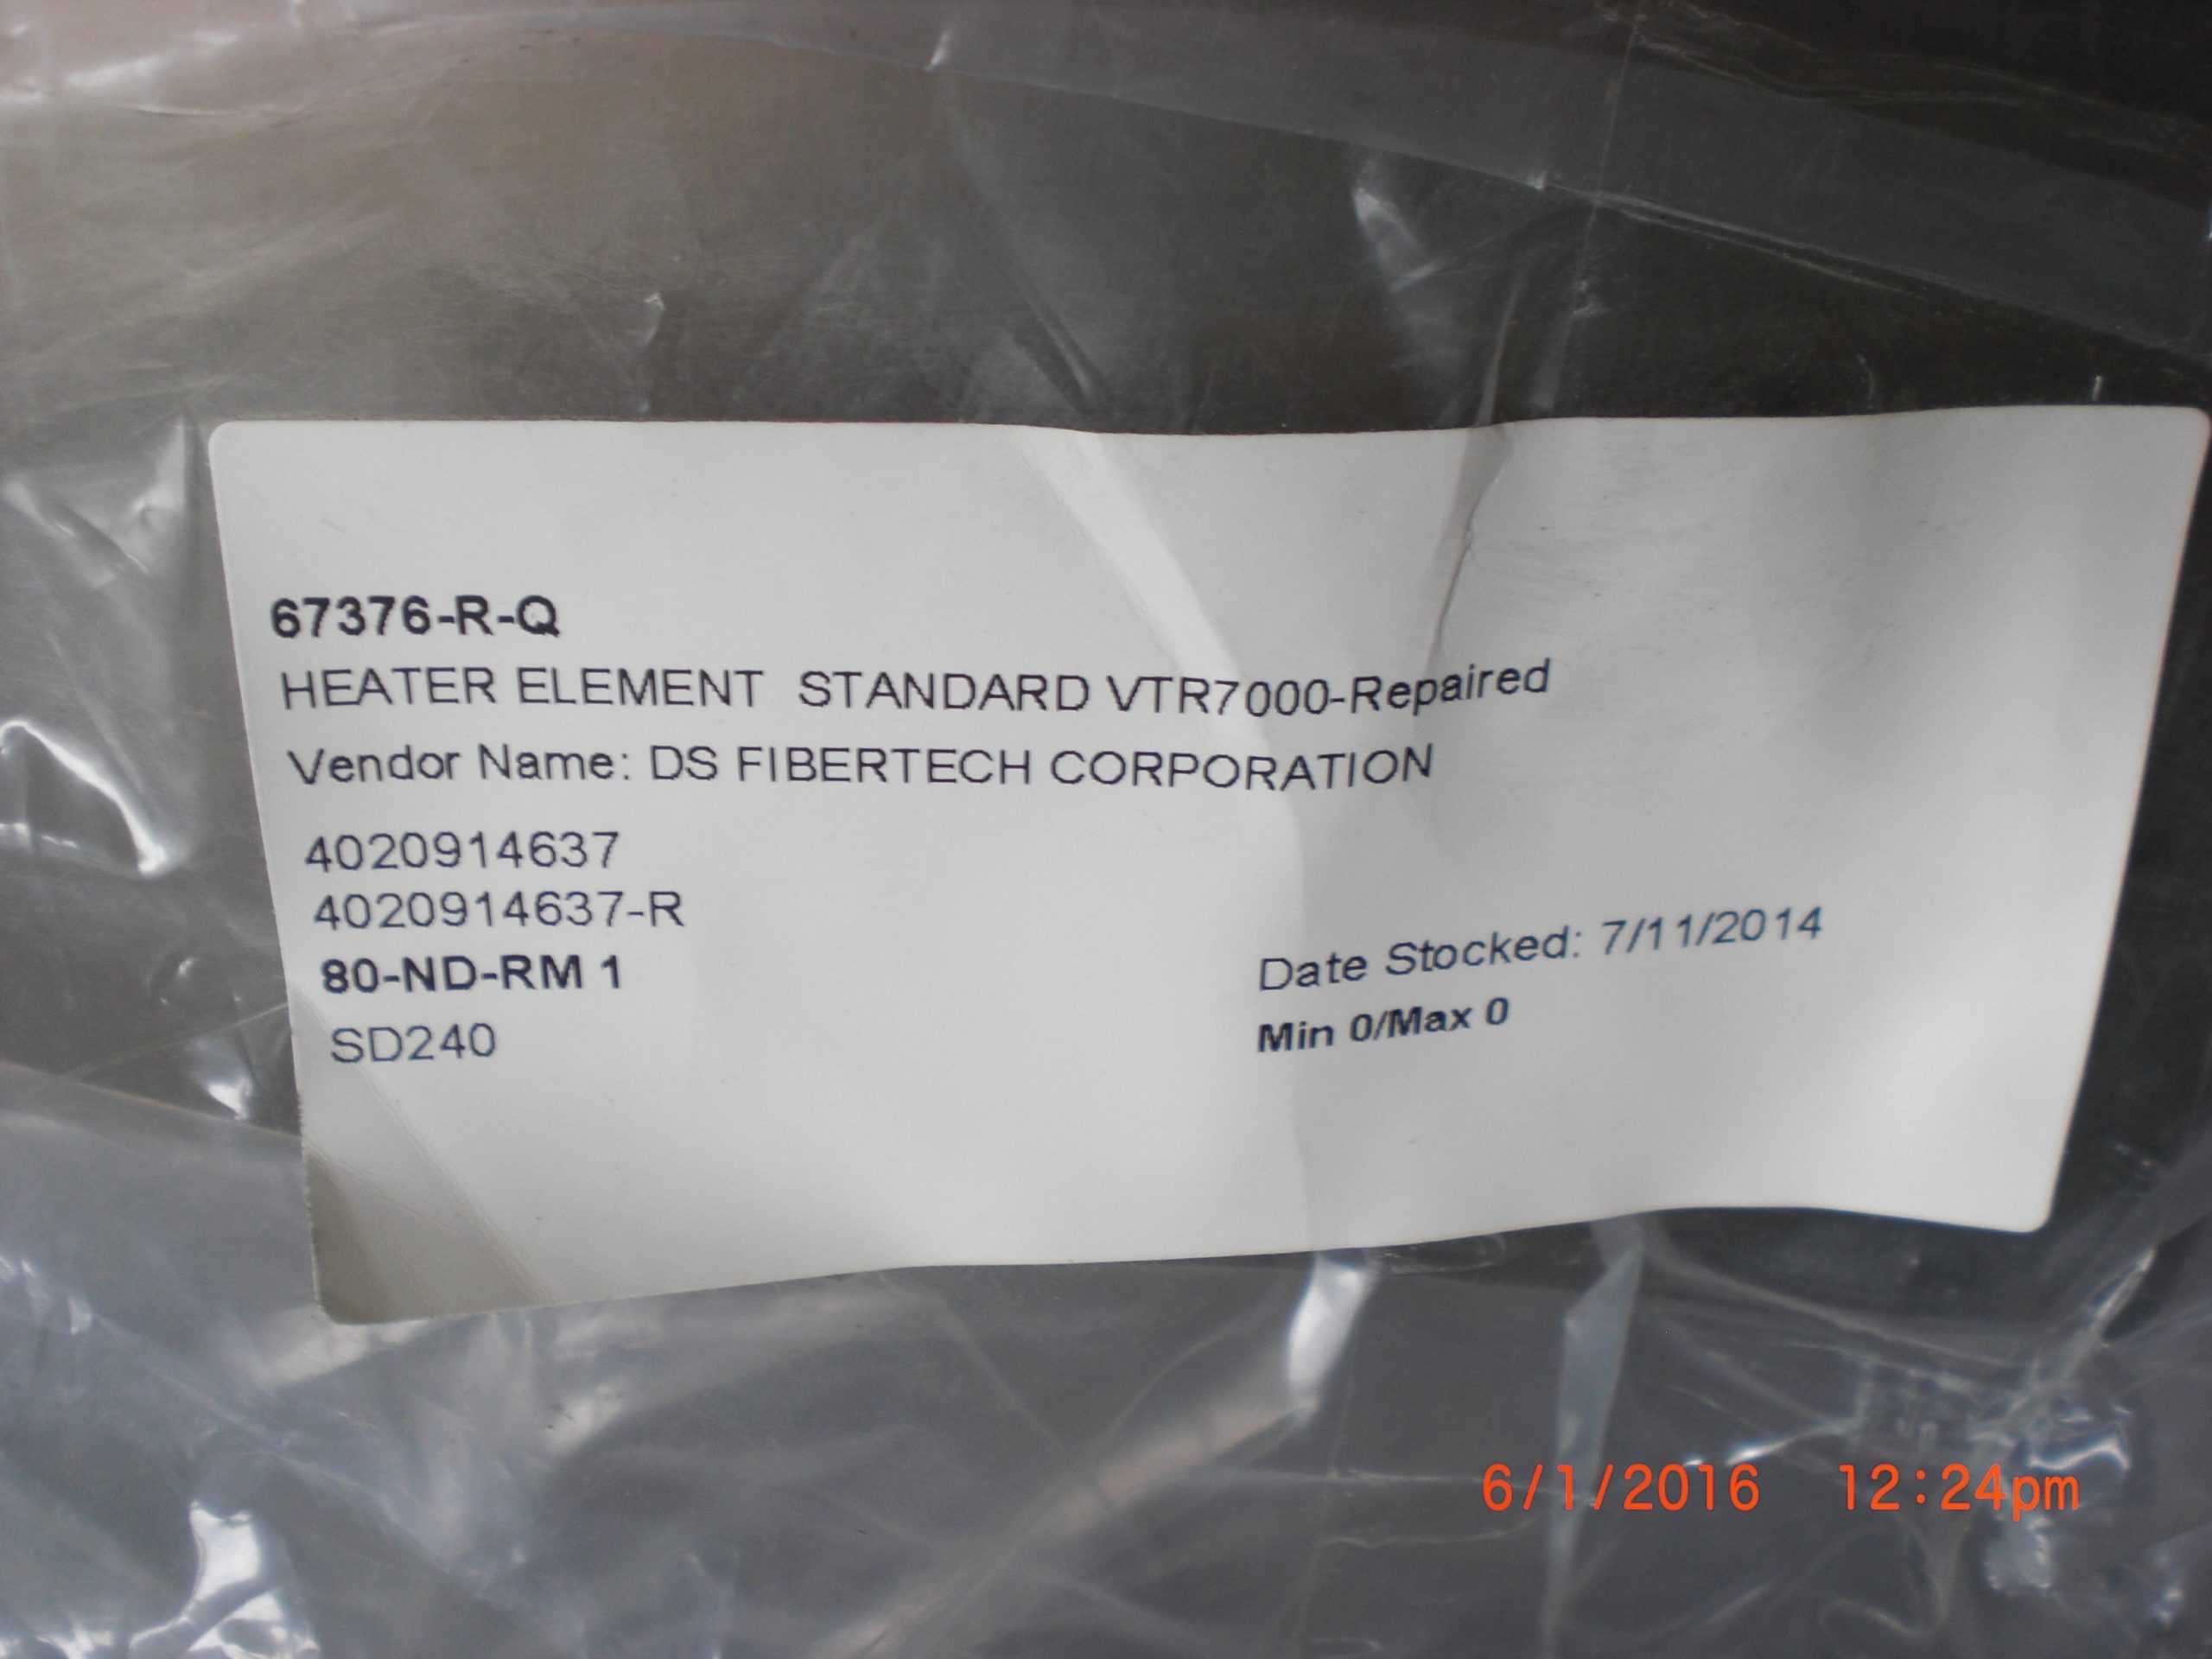 67376-R-Q
HEATER ELEMENT STANDARD VTR7000-Repaired
Vendor Name: DS FIBERTECH CORPORATION
4020914637
4020914637-R
80-ND-RM 1
Date Stocked: 7/11/2014
SD240
Min 0/Max 0
6/1/2016 12:24pm